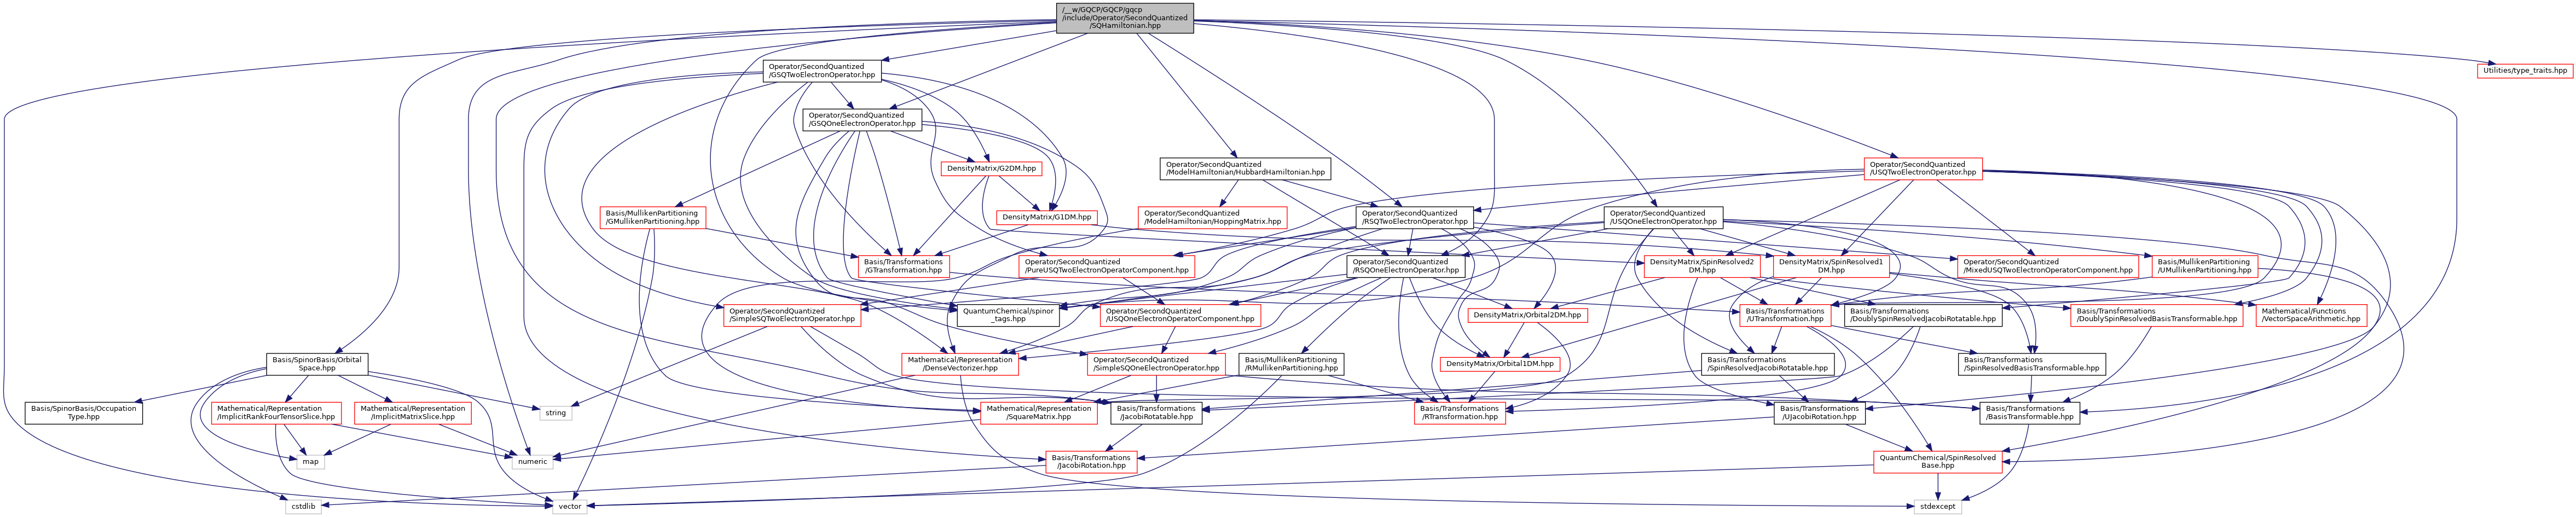 /__w/GQCP/GQCP/gqcp
/include/Operator/SecondQuantized
/SQHamiltonian.hpp
Operator/SecondQuantized
/GSQTwoElectronOperator.hpp
Utilities/type_traits.hpp
Operator/SecondQuantized
/GSQOneElectronOperator.hpp
DensityMatrix/G2DM.hpp
Operator/SecondQuantized
/ModelHamiltonian/HubbardHamiltonian.hpp
Operator/SecondQuantized
/USQTwoElectronOperator.hpp
Basis/MullikenPartitioning
/GMullikenPartitioning.hpp
DensityMatrix/G1DM.hpp
Operator/SecondQuantized
/ModelHamiltonian/HoppingMatrix.hpp
Operator/SecondQuantized
/RSQTwoElectronOperator.hpp
Operator/SecondQuantized
/USQOneElectronOperator.hpp
Basis/Transformations
/GTransformation.hpp
Operator/SecondQuantized
/PureUSQTwoElectronOperatorComponent.hpp
Operator/SecondQuantized
/RSQOneElectronOperator.hpp
DensityMatrix/SpinResolved2
DM.hpp
DensityMatrix/SpinResolved1
DM.hpp
Operator/SecondQuantized
/MixedUSQTwoElectronOperatorComponent.hpp
Basis/MullikenPartitioning
/UMullikenPartitioning.hpp
Operator/SecondQuantized
/SimpleSQTwoElectronOperator.hpp
QuantumChemical/spinor
_tags.hpp
Operator/SecondQuantized
/USQOneElectronOperatorComponent.hpp
DensityMatrix/Orbital2DM.hpp
Basis/Transformations
/UTransformation.hpp
Basis/Transformations
/DoublySpinResolvedJacobiRotatable.hpp
Basis/Transformations
/DoublySpinResolvedBasisTransformable.hpp
Mathematical/Functions
/VectorSpaceArithmetic.hpp
Basis/SpinorBasis/Orbital
Space.hpp
Mathematical/Representation
/DenseVectorizer.hpp
Operator/SecondQuantized
/SimpleSQOneElectronOperator.hpp
Basis/MullikenPartitioning
/RMullikenPartitioning.hpp
DensityMatrix/Orbital1DM.hpp
Basis/Transformations
/SpinResolvedJacobiRotatable.hpp
Basis/Transformations
/SpinResolvedBasisTransformable.hpp
Basis/SpinorBasis/Occupation
Type.hpp
Mathematical/Representation
/ImplicitRankFourTensorSlice.hpp
Mathematical/Representation
/ImplicitMatrixSlice.hpp
string
Mathematical/Representation
/SquareMatrix.hpp
Basis/Transformations
/JacobiRotatable.hpp
Basis/Transformations
/RTransformation.hpp
Basis/Transformations
/UJacobiRotation.hpp
Basis/Transformations
/BasisTransformable.hpp
map
numeric
Basis/Transformations
/JacobiRotation.hpp
QuantumChemical/SpinResolved
Base.hpp
cstdlib
vector
stdexcept